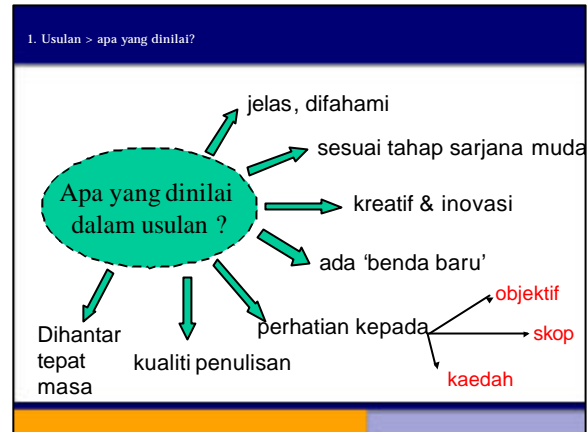 1. Usulan > apa yang dinilai?
jelas, difahami
sesuai tahap sarjana muda
Apa yang dinilai
dalam usulan ?
kreatif & inovasi
ada ‘benda baru’
perhatian kepada
objektif
skop
kaedah
kualiti penulisan
Dihantar
tepat
masa